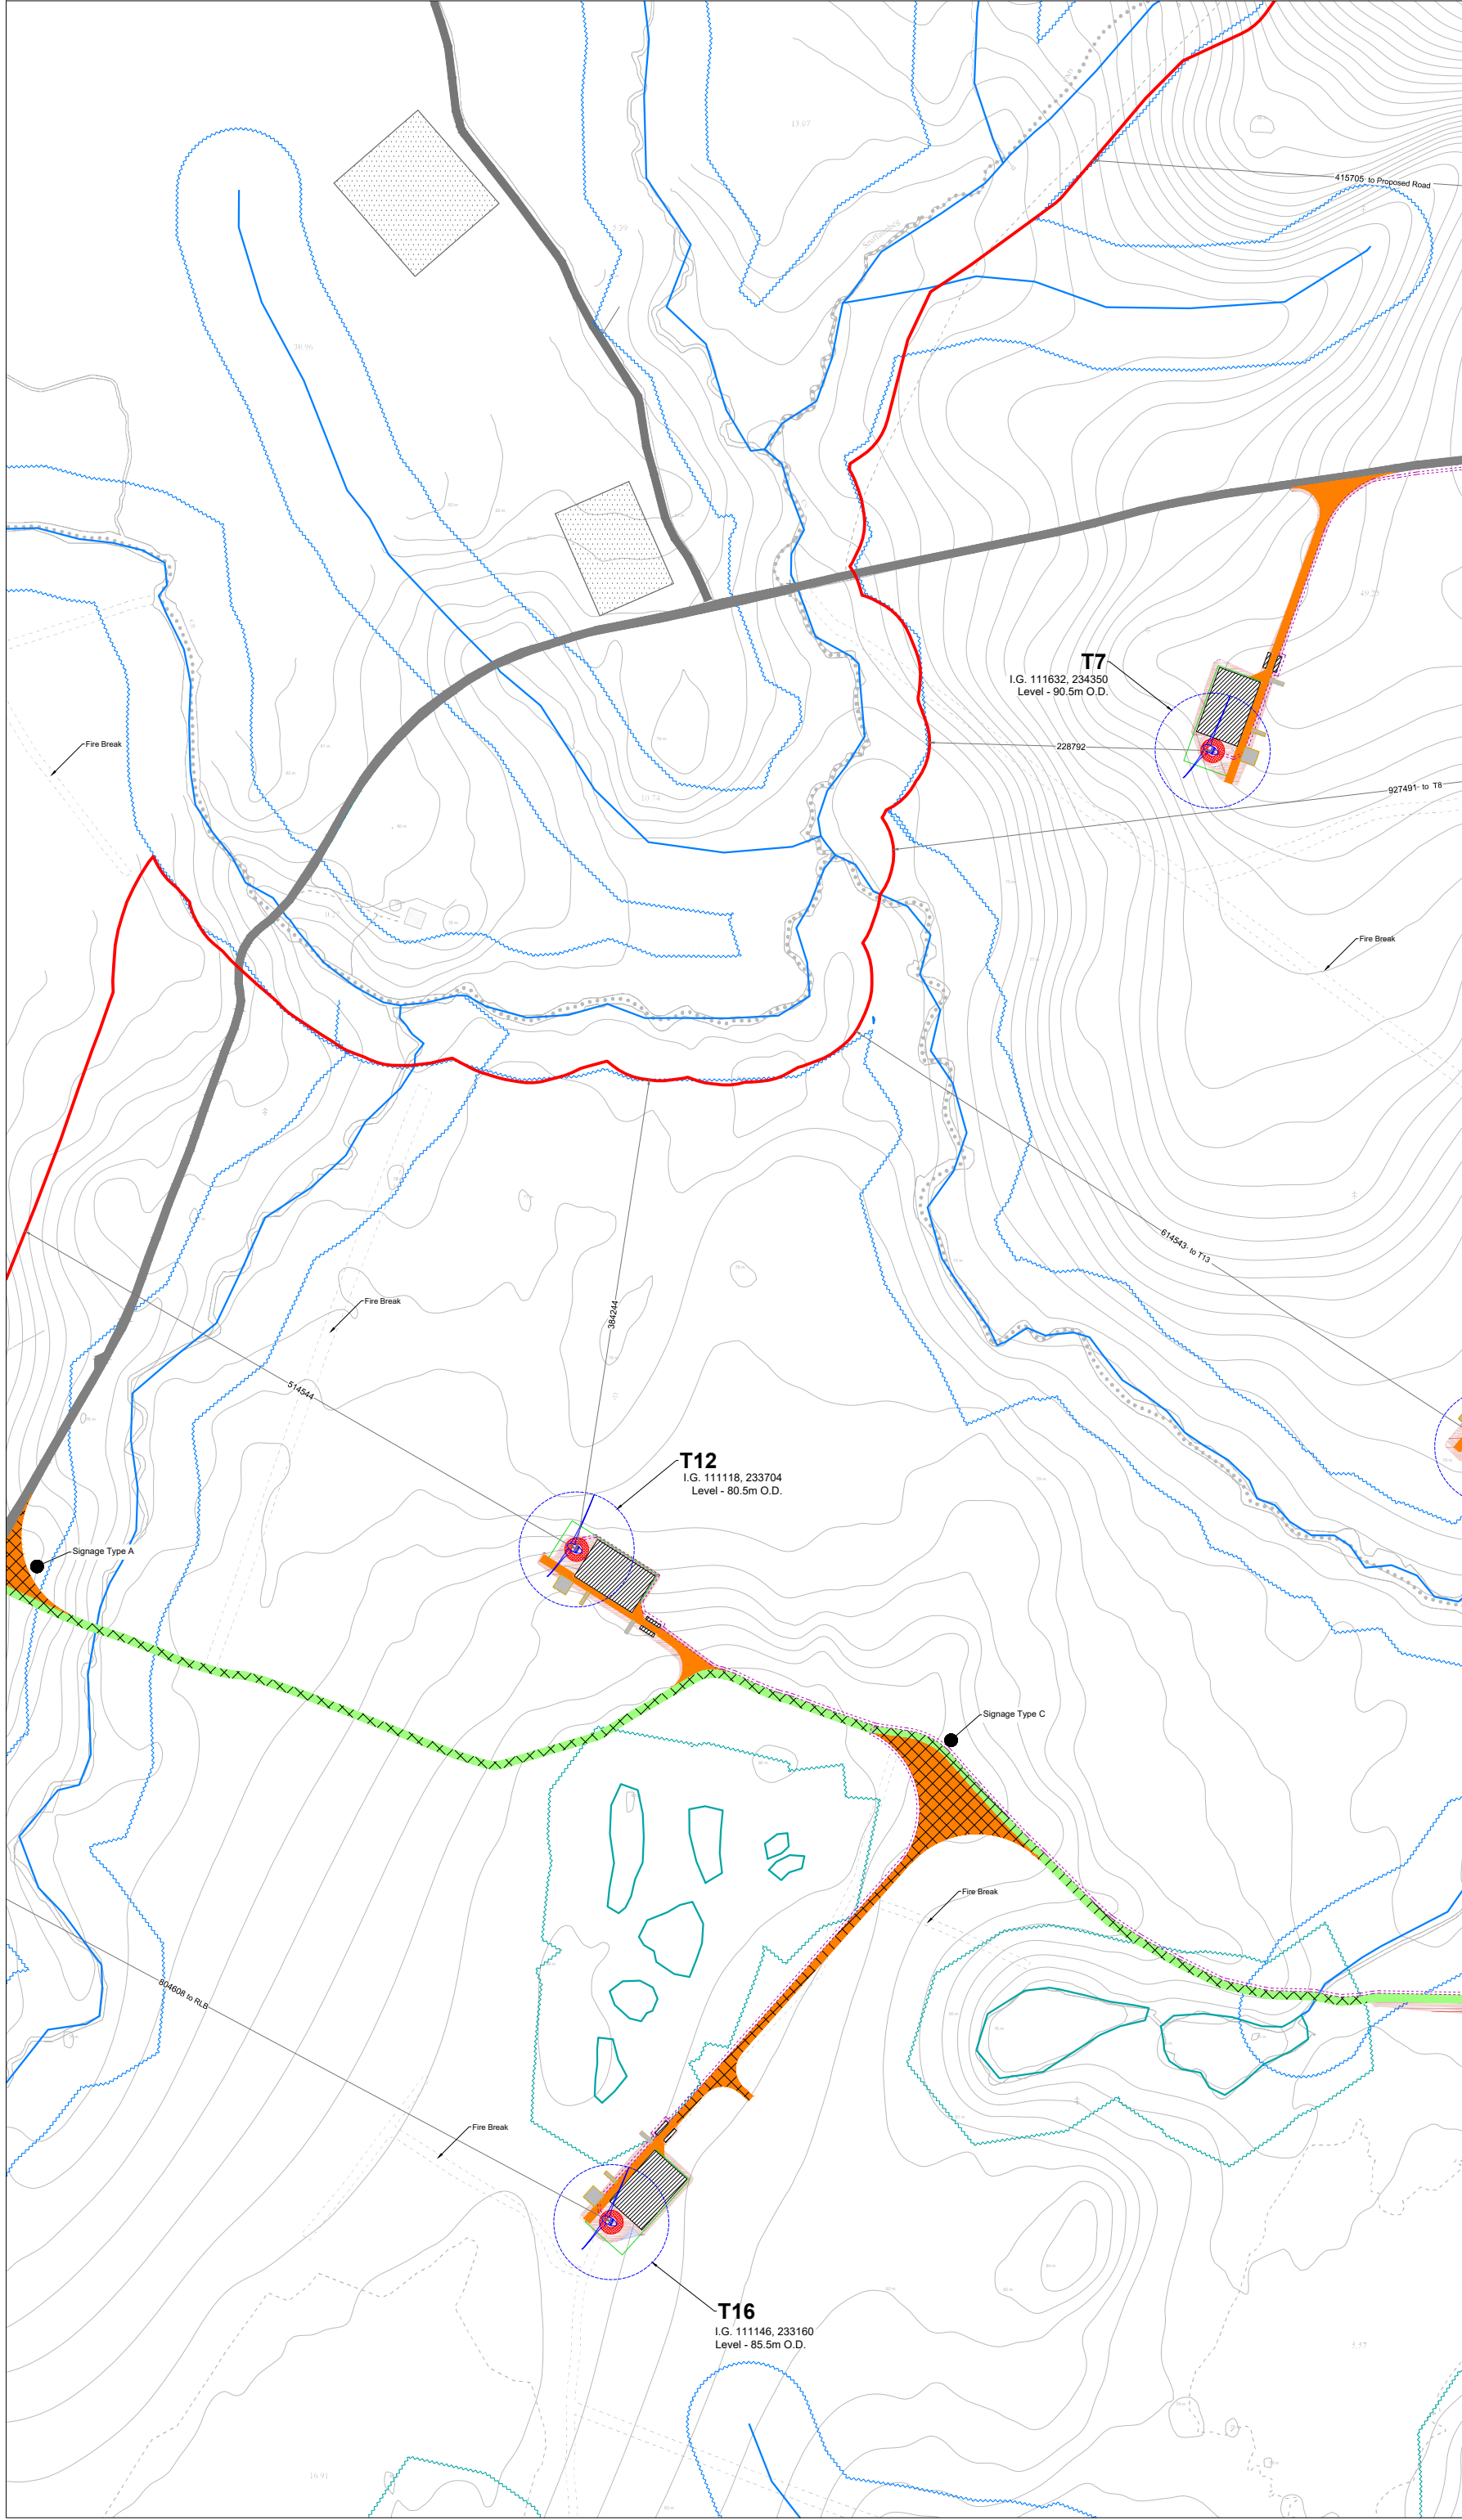 415705 to Proposed Road
T7
I.G. 111632, 234350
Level - 90.5m O.D.
228792
927491 to T8
Fire Break
Fire Break
614543 to T13
Fire Break
384244
514544
T12
I.G. 111118, 233704
Level - 80.5m O.D.
Signage Type A
Signage Type C
Fire Break
804608 to RLB
Fire Break
T16
I.G. 111146, 233160
Level - 85.5m O.D.